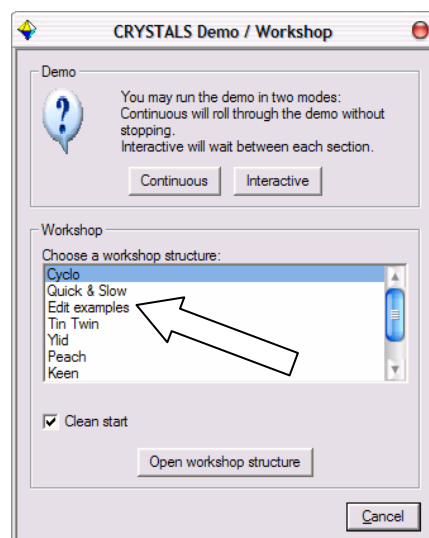 CRYSTALS Demo / Workshop
Demo
?
You may run the demo in two modes:
Continuous will roll through the demo without
stopping.
Interactive will wait between each section.
Continuous Interactive
Workshop
Choose a workshop structure:
Cyclo
Quick & Slow
Edit examples
Tin Twin
Ylid
Peach
Keen
Clean start
Open workshop structure
Cancel